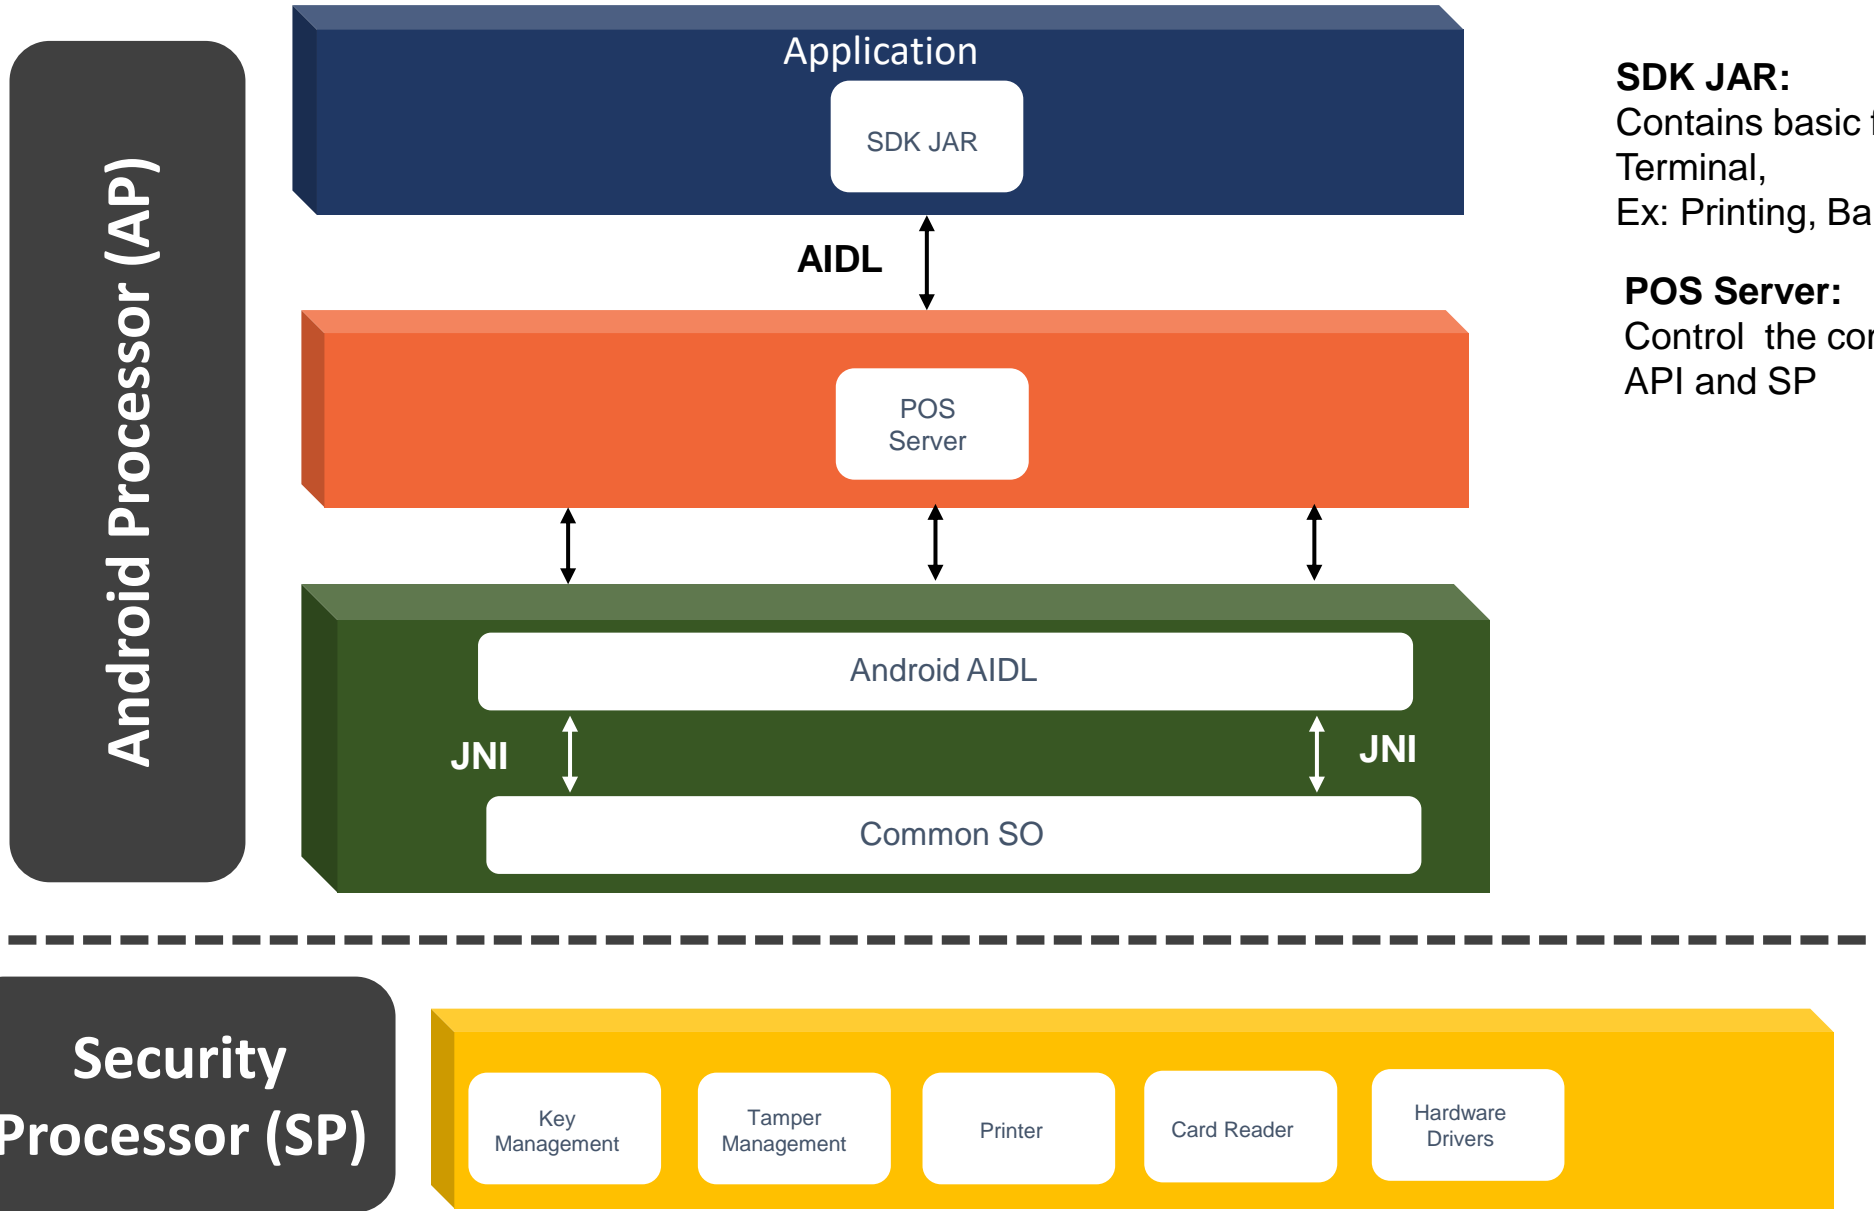 Android Processor (AP)
Application
SDK JAR
AIDL
POS
Server
Android AIDL
JNI
JNI
Common SO
SDK JAR:
Contains basic
Terminal,
Ex: Printing,
POS Server:
Control the
API and SP
Security
Processor (SP)
Key
Management
Tamper
Management
Printer
Card Reader
Hardware
Drivers